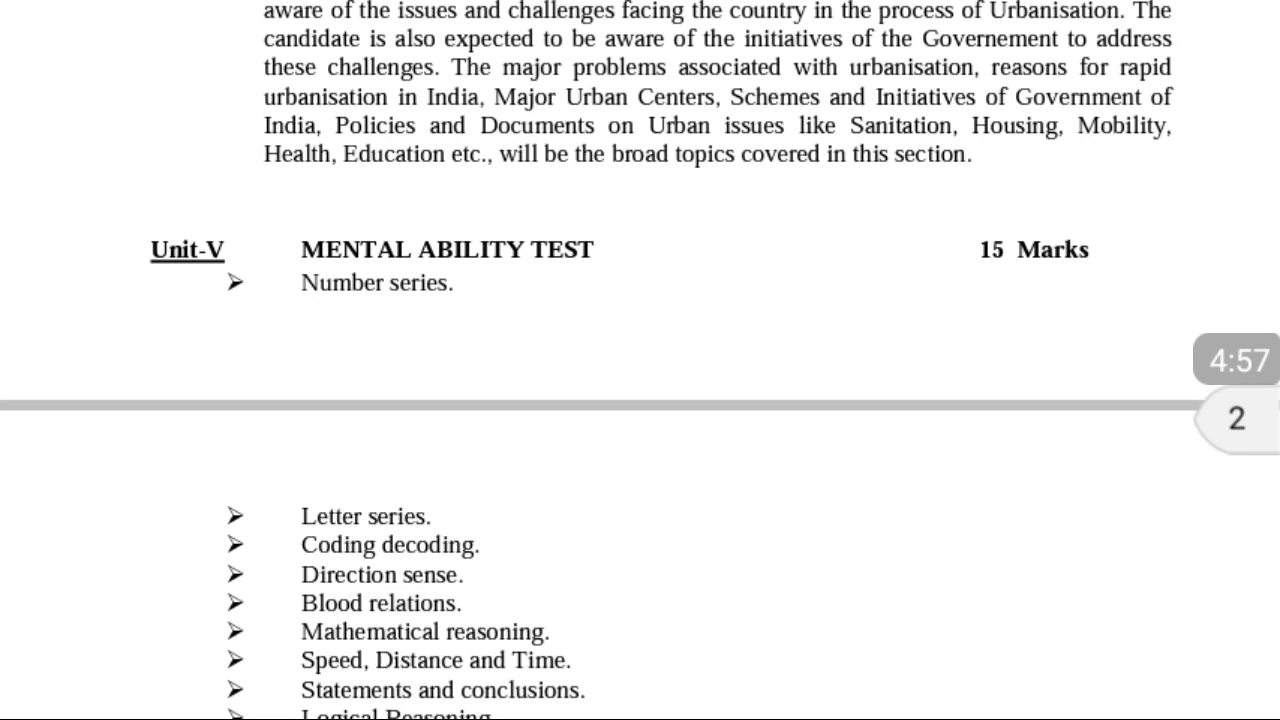 aware of the issues and challenges facing the country in the process of Urbanisation. The
candidate is also expected to be aware of the initiatives of the Governement to address
these challenges. The major problems associated with urbanisation, reasons for rapid
urbanisation in India, Major Urban Centers, Schemes and Initiatives of Government of
India, Policies and Documents on Urban issues like Sanitation, Housing, Mobility,
Health, Education etc., will be the broad topics covered in this section.
Unit-V MENTAL ABILITY TEST 15 Marks
➢ Number series.
4:57
2
➢ Letter series.
➢ Coding decoding.
➢ Direction sense.
➢ Blood relations.
➢ Mathematical reasoning.
➢ Speed, Distance and Time.
➢ Statements and conclusions.
➢ Logical Reasoning